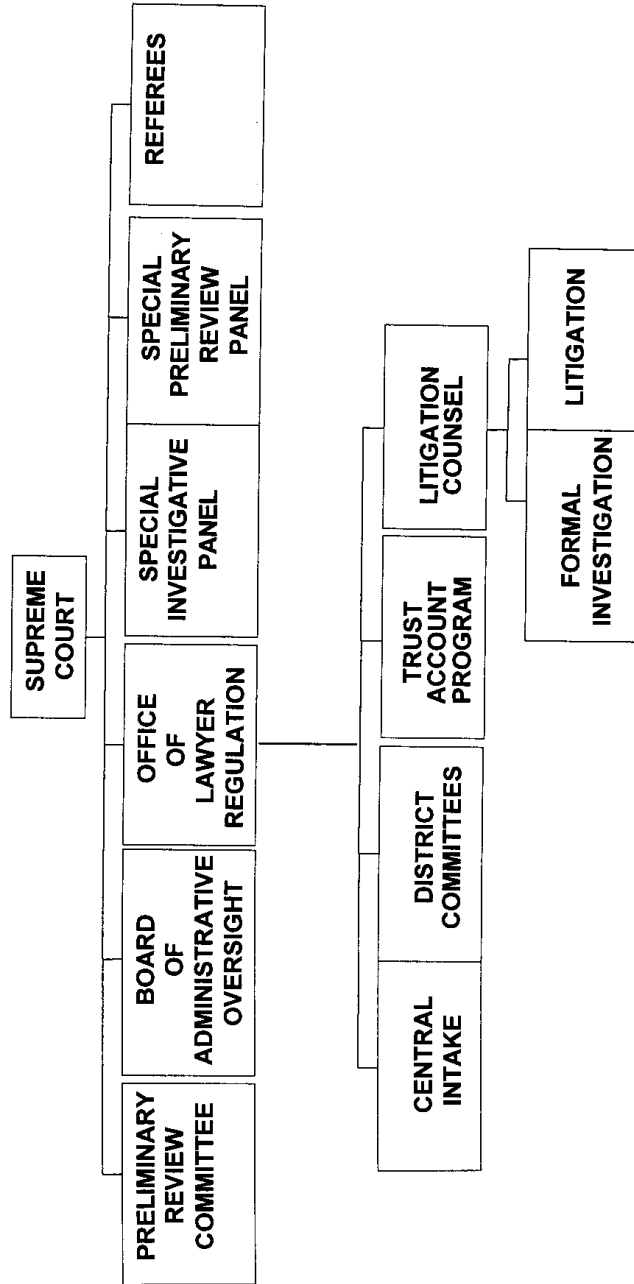 SUPREME
COURT
PRELIMINARY
REVIEW
COMMITTEE
BOARD
OF
ADMINISTRATIVE
OVERSIGHT
OFFICE
OF
LAWYER
REGULATION
SPECIAL
INVESTIGATIVE
PANEL
SPECIAL
PRELIMINARY
REVIEW
PANEL
REFEREES
CENTRAL
INTAKE
DISTRICT
COMMITTEES
TRUST
ACCOUNT
PROGRAM
LITIGATION
COUNSEL
FORMAL
INVESTIGATION
LITIGATION